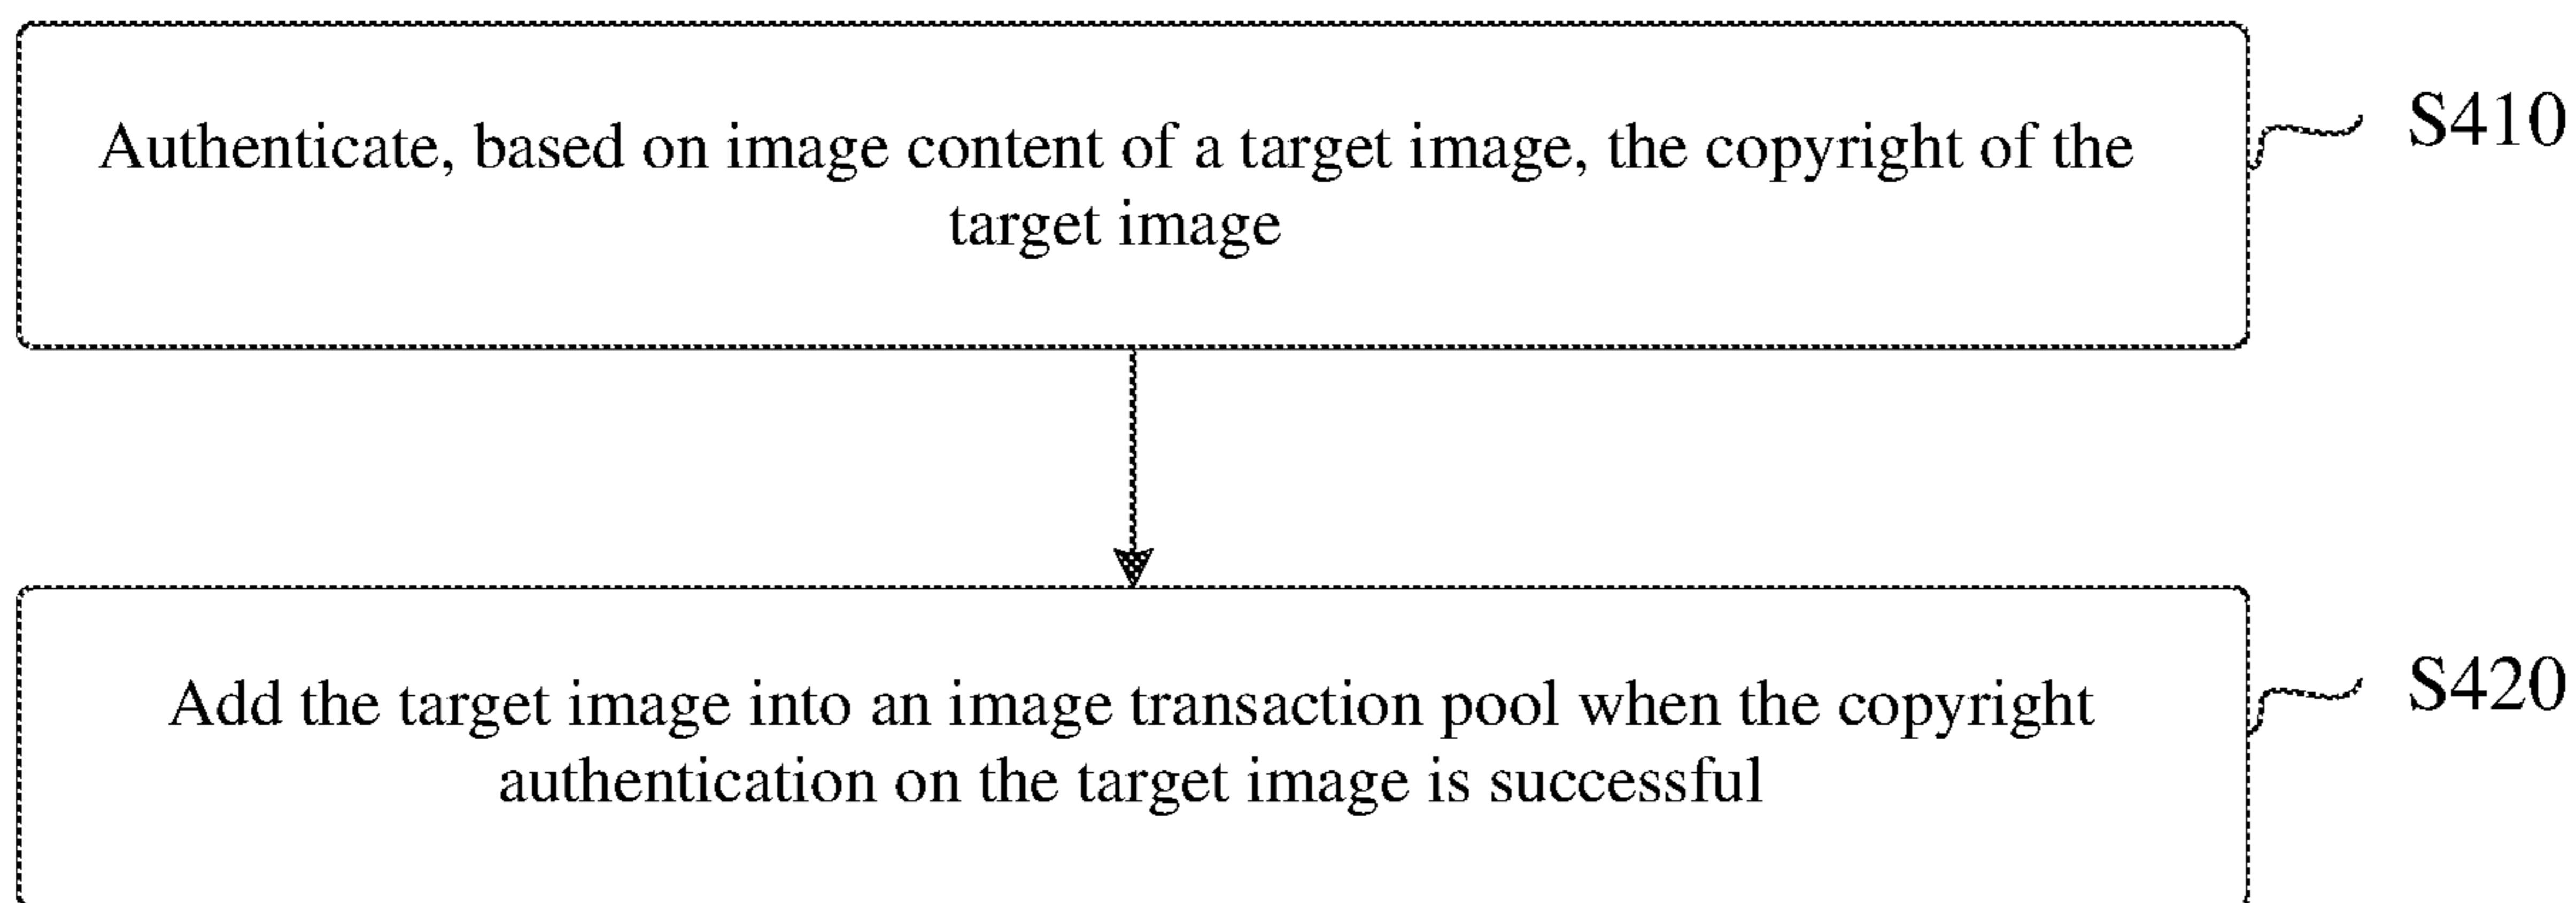 Authenticate, based on image content of a target image, the copyright of the
target image
S410
Add the target image into an image transaction pool when the copyright
authentication on the target image is successful
S420